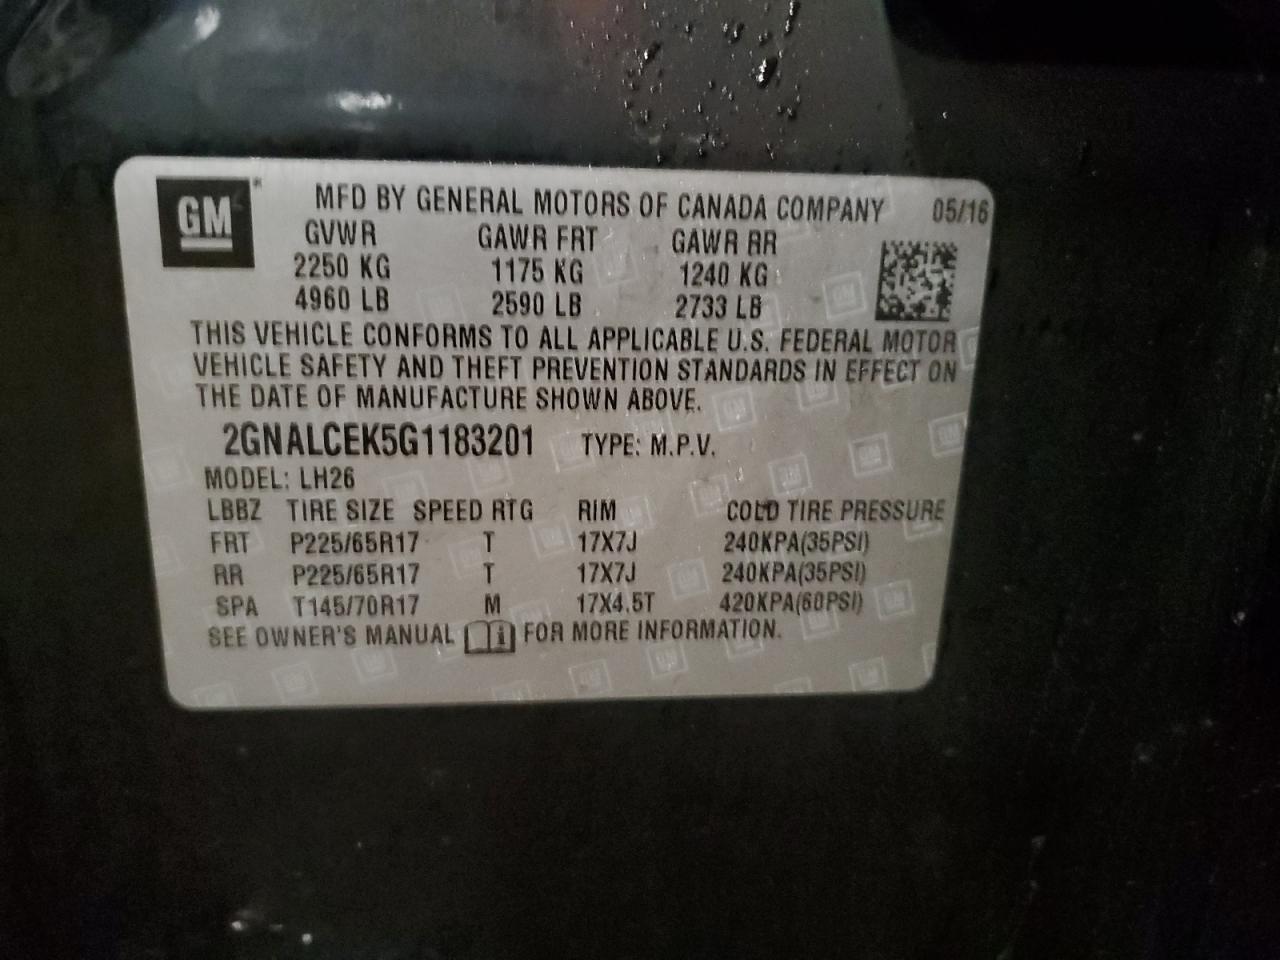 GM
MFD BY GENERAL MOTORS OF CANADA COMPANY 05/16
GVWR GAWR FRT GAWR RR
2250 KG 1175 KG 1240 KG
4960 LB 2590 LB 2733 LB
THIS VEHICLE CONFORMS TO ALL APPLICABLE U.S. FEDERAL MOTOR
VEHICLE SAFETY AND THEFT PREVENTION STANDARDS IN EFFECT ON
THE DATE OF MANUFACTURE SHOWN ABOVE.
2GNALCEK5G1183201 TYPE: M.P.V.
MODEL: LH26
LBBZ TIRE SIZE SPEED RTG RIM COLD TIRE PRESSURE
FRT P225/65R17 T 17X7J 240KPA(35PSI)
RR P225/65R17 T 17X7J 240KPA(35PSI)
SPA T145/70R17 M 17X4.5T 420KPA(60PSI)
SEE OWNER'S MANUAL FOR MORE INFORMATION.